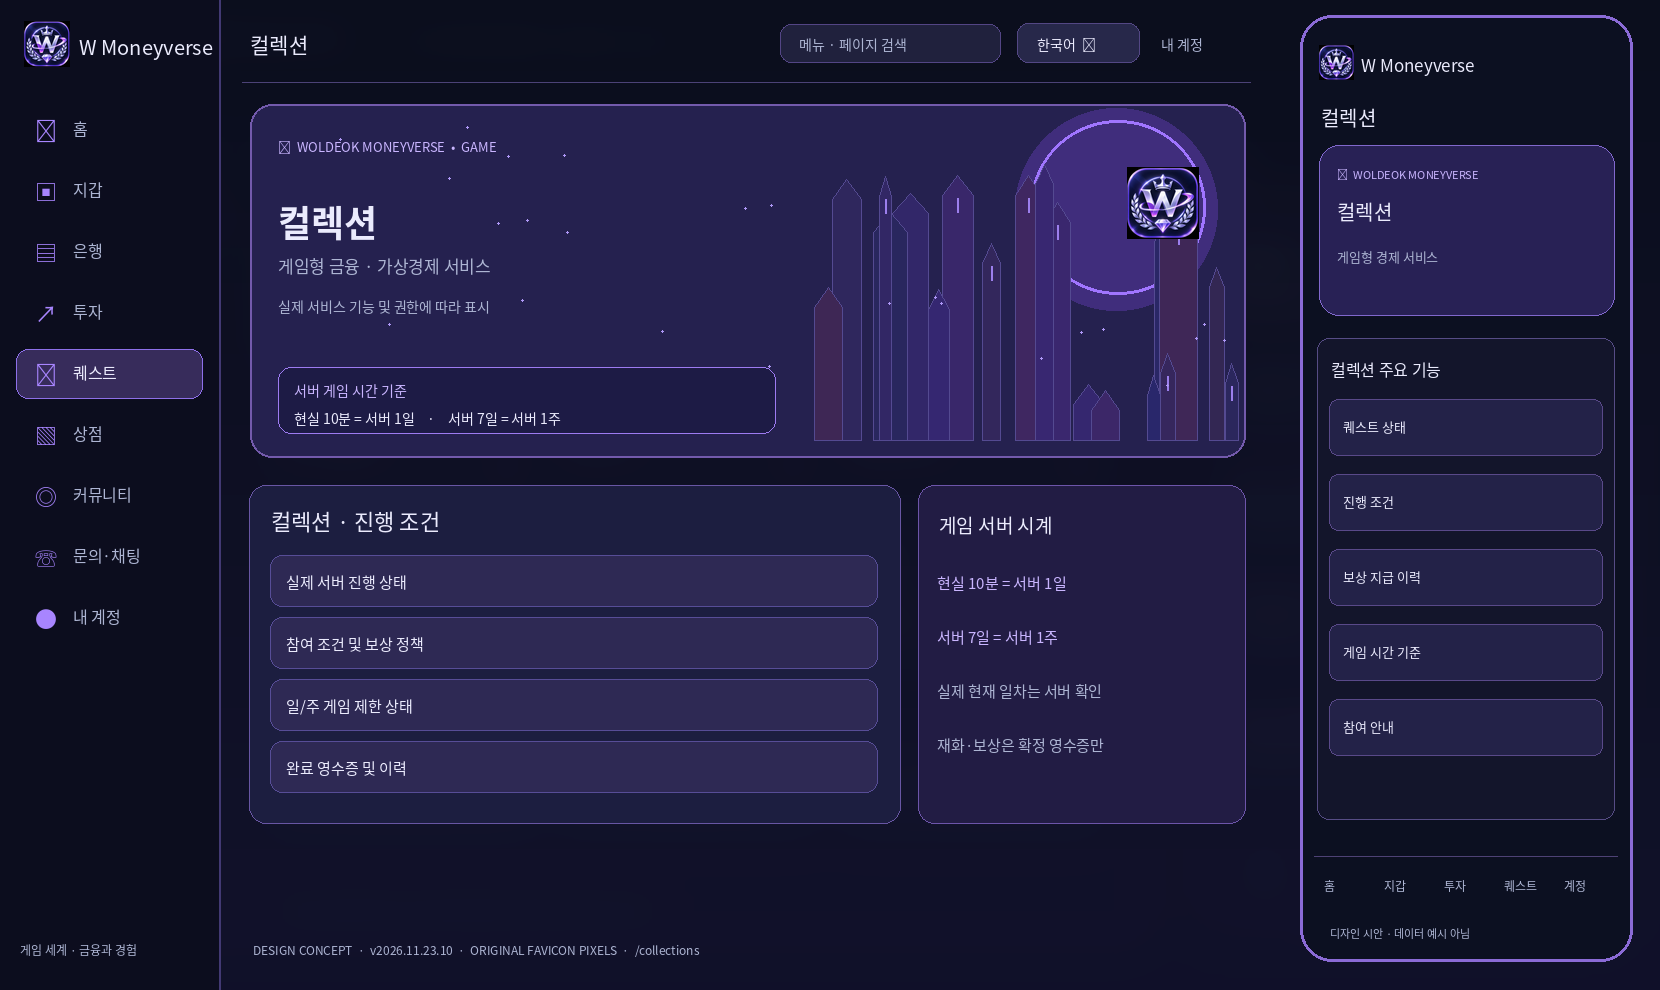 W Moneyverse
홈
지갑
은행
투자
퀘스트
상점
커뮤니티
문의·채팅
내 계정
게임 세계 · 금융과 경험
컬렉션
메뉴 · 페이지 검색
한국어
내 계정
WOLDEOK MONEYVERSE • GAME
컬렉션
게임형 금융 · 가상경제 서비스
실제 서비스 기능 및 권한에 따라 표시
서버 게임 시간 기준
현실 10분 = 서버 1일 · 서버 7일 = 서버 1주
W
컬렉션 · 진행 조건
실제 서버 진행 상태
참여 조건 및 보상 정책
일/주 게임 제한 상태
완료 영수증 및 이력
게임 서버 시계
현실 10분 = 서버 1일
서버 7일 = 서버 1주
실제 현재 일차는 서버 확인
재화·보상은 확정 영수증만
DESIGN CONCEPT · v2026.11.23.10 · ORIGINAL FAVICON PIXELS · /collections
W Moneyverse
컬렉션
WOLDEOK MONEYVERSE
컬렉션
게임형 경제 서비스
컬렉션 주요 기능
퀘스트 상태
진행 조건
보상 지급 이력
게임 시간 기준
참여 안내
홈 지갑 투자 퀘스트 계정
디자인 시안 · 데이터 예시 아님